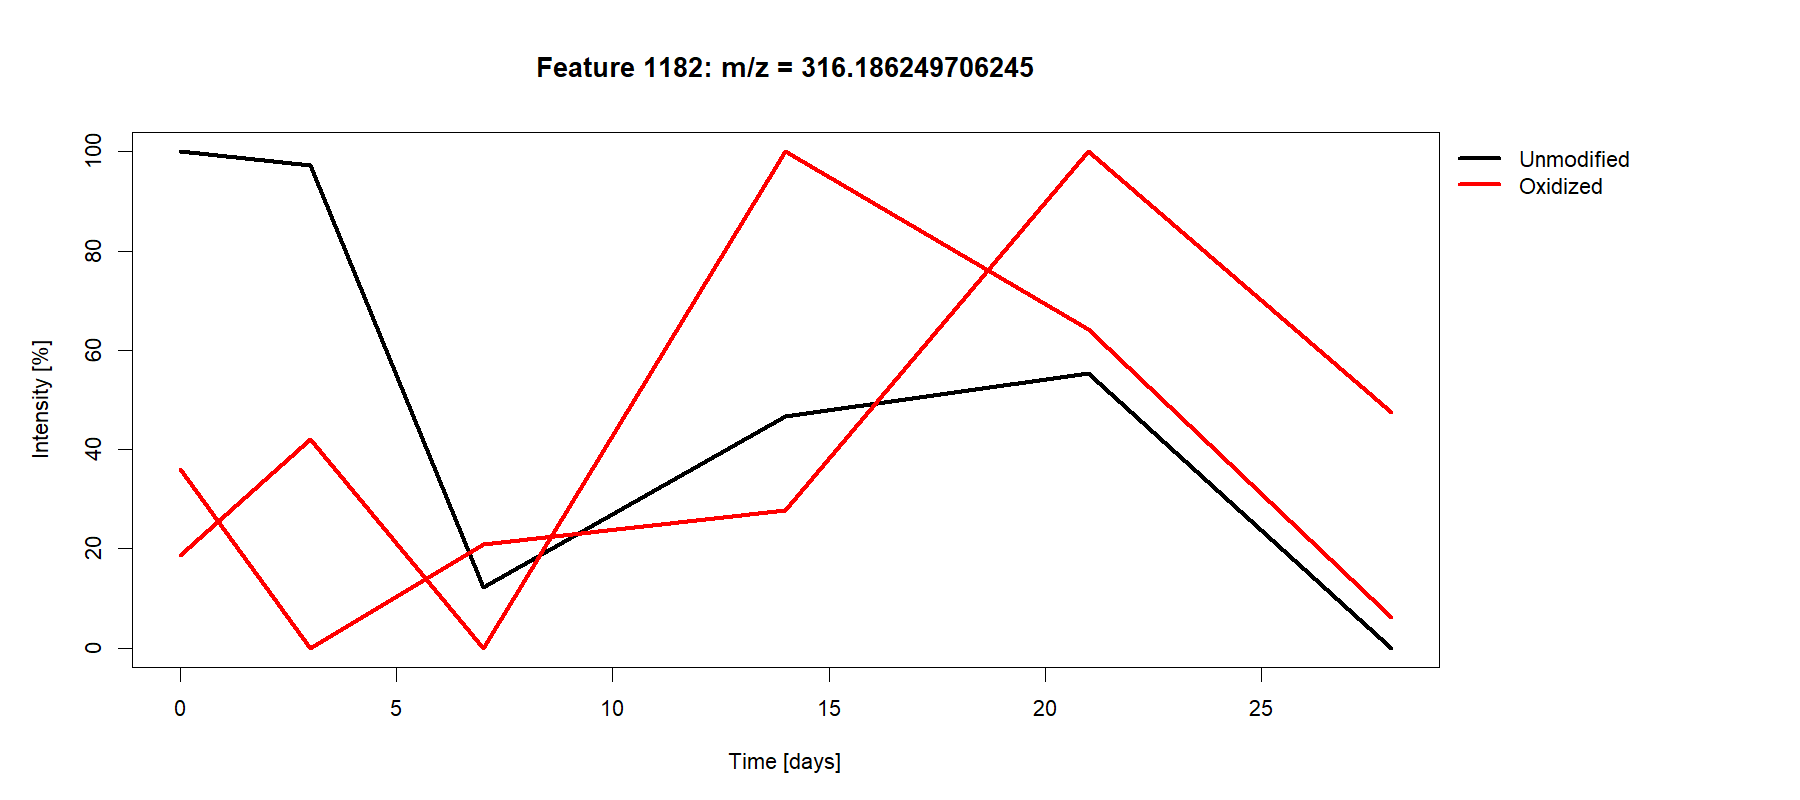 Feature 1182: m/z = 316.186249706245
Unmodified
Oxidized
Intensity [%]
100
80
60
40
20
0
0 5 10 15 20 25
Time [days]